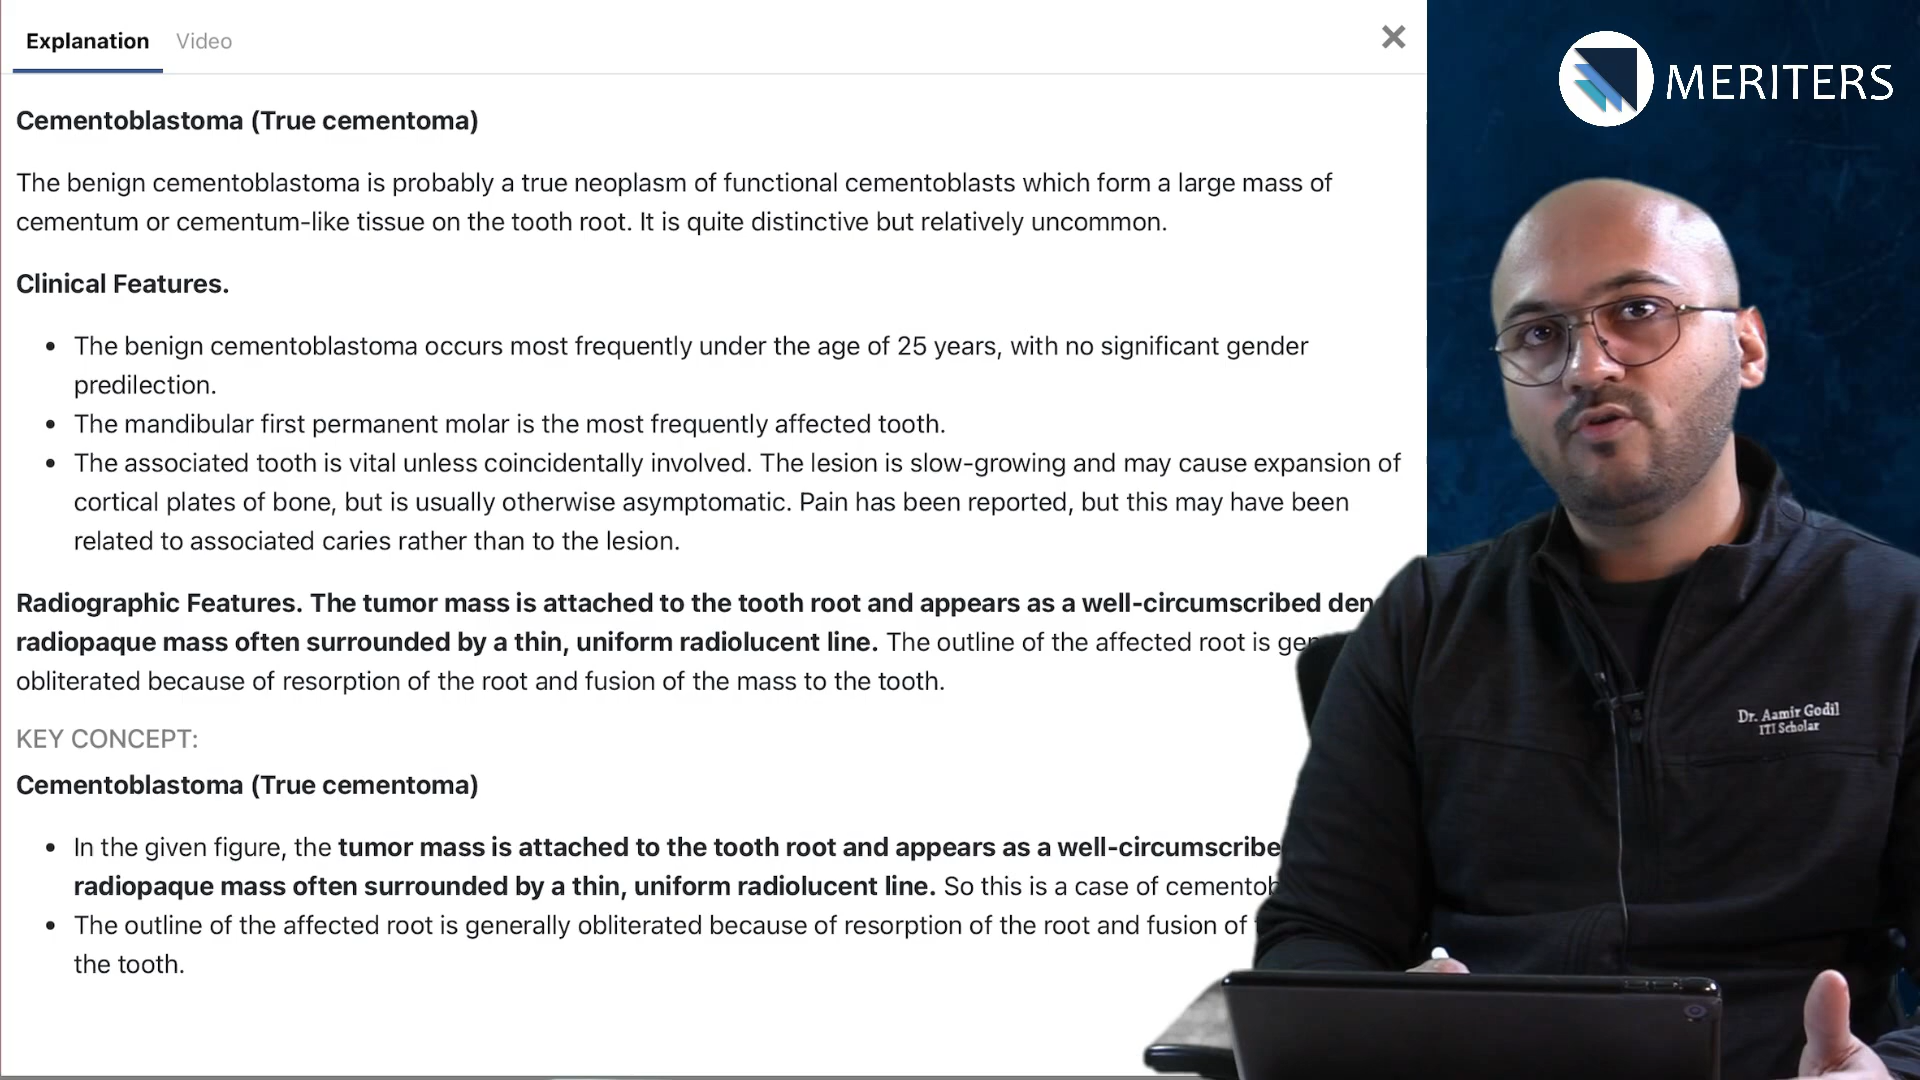 Explanation Video
MERITERS
Cementoblastoma (True cementoma)
The benign cementoblastoma is probably a true neoplasm of functional cementoblasts which form a large mass of
cementum or cementum-like tissue on the tooth root. It is quite distinctive but relatively uncommon.
Clinical Features.
• The benign cementoblastoma occurs most frequently under the age of 25 years, with no significant gender
predilection.
• The mandibular first permanent molar is the most frequently affected tooth.
• The associated tooth is vital unless coincidentally involved. The lesion is slow-growing and may cause expansion of
cortical plates of bone, but is usually otherwise asymptomatic. Pain has been reported, but this may have been
related to associated caries rather than to the lesion.
Radiographic Features. The tumor mass is attached to the tooth root and appears as a well-circumscribed
radiopaque mass often surrounded by a thin, uniform radiolucent line. The outline of the affected root is
obliterated because of resorption of the root and fusion of the mass to the tooth.
KEY CONCEPT:
Cementoblastoma (True cementoma)
• In the given figure, the tumor mass is attached to the tooth root and appears as a
radiopaque mass often surrounded by a thin, uniform radiolucent line. So this is a case of
• The outline of the affected root is generally obliterated because of resorption of the root and fusion of
the tooth.
Dr. Aamir Godil
ITI Scholar